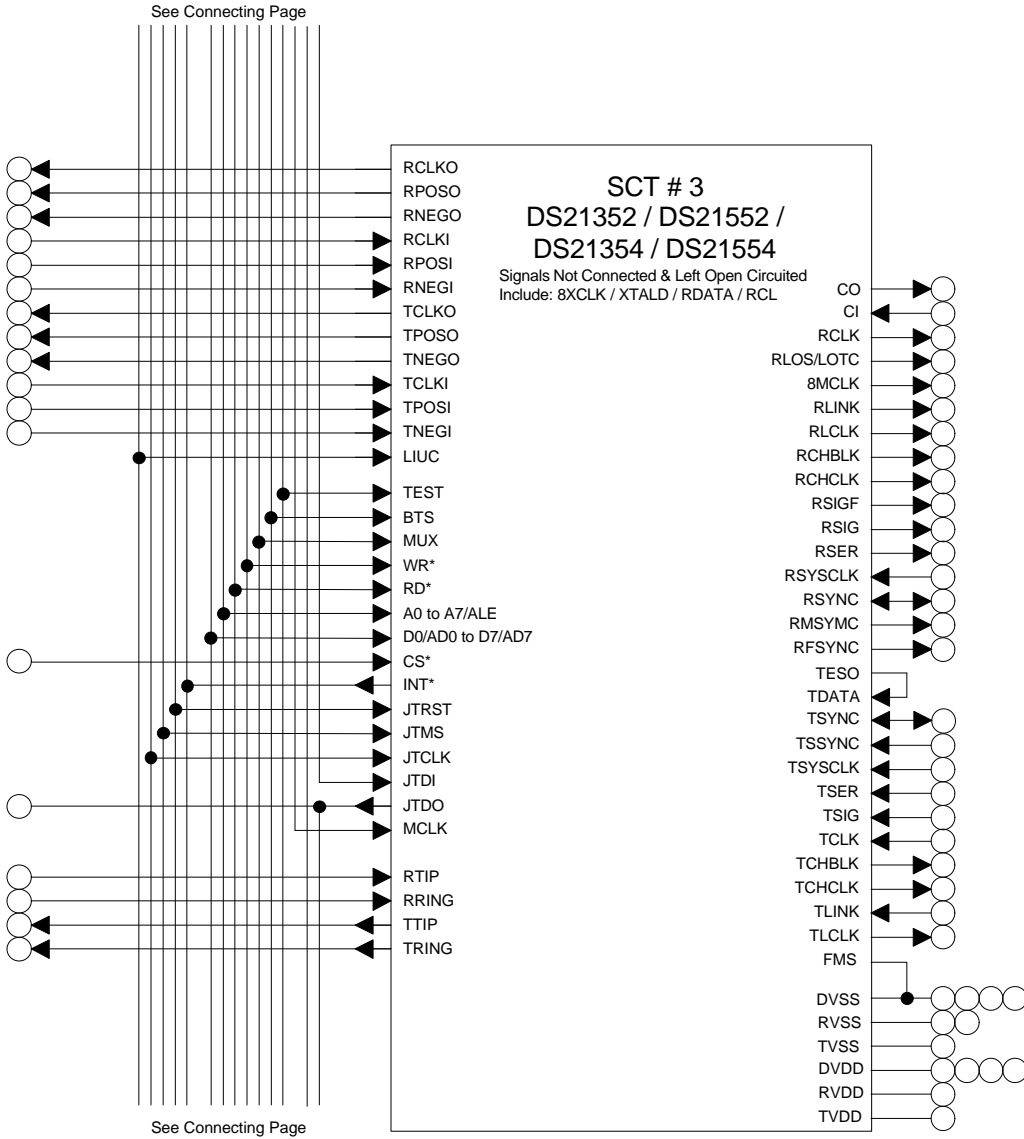 See Connecting Page
SCT # 3
DS21352 / DS21552 /
DS21354 / DS21554
Signals Not Connected & Left Open Circuited
Include: 8XCLK / XTALD / RDATA / RCL
RCLKO
RPOSO
RNEGO
RCLKI
RPOSI
RNEGI
TCLKO
TPOSO
TNEGO
TCLKI
TPOSI
TNEGI
LIUC
TEST
BTS
MUX
WR*
RD*
A0 to A7/ALE
D0/AD0 to D7/AD7
CS*
INT*
JTRST
JTMS
JTCLK
JTDI
JTDO
MCLK
RTIP
RRING
TTIP
TRING
CO
CI
RCLK
RLOS/LOTC
8MCLK
RLINK
RLCLK
RCHBLK
RCHCLK
RSIGF
RSIG
RSER
RSYSCLK
RSYNC
RMSYMC
RFSYNC
TESO
TDATA
TSYNC
TSSYNC
TSYSCLK
TSER
TSIG
TCLK
TCHBLK
TCHCLK
TLINK
TLCLK
FMS
DVSS
RVSS
TVSS
DVDD
RVDD
TVDD
See Connecting Page